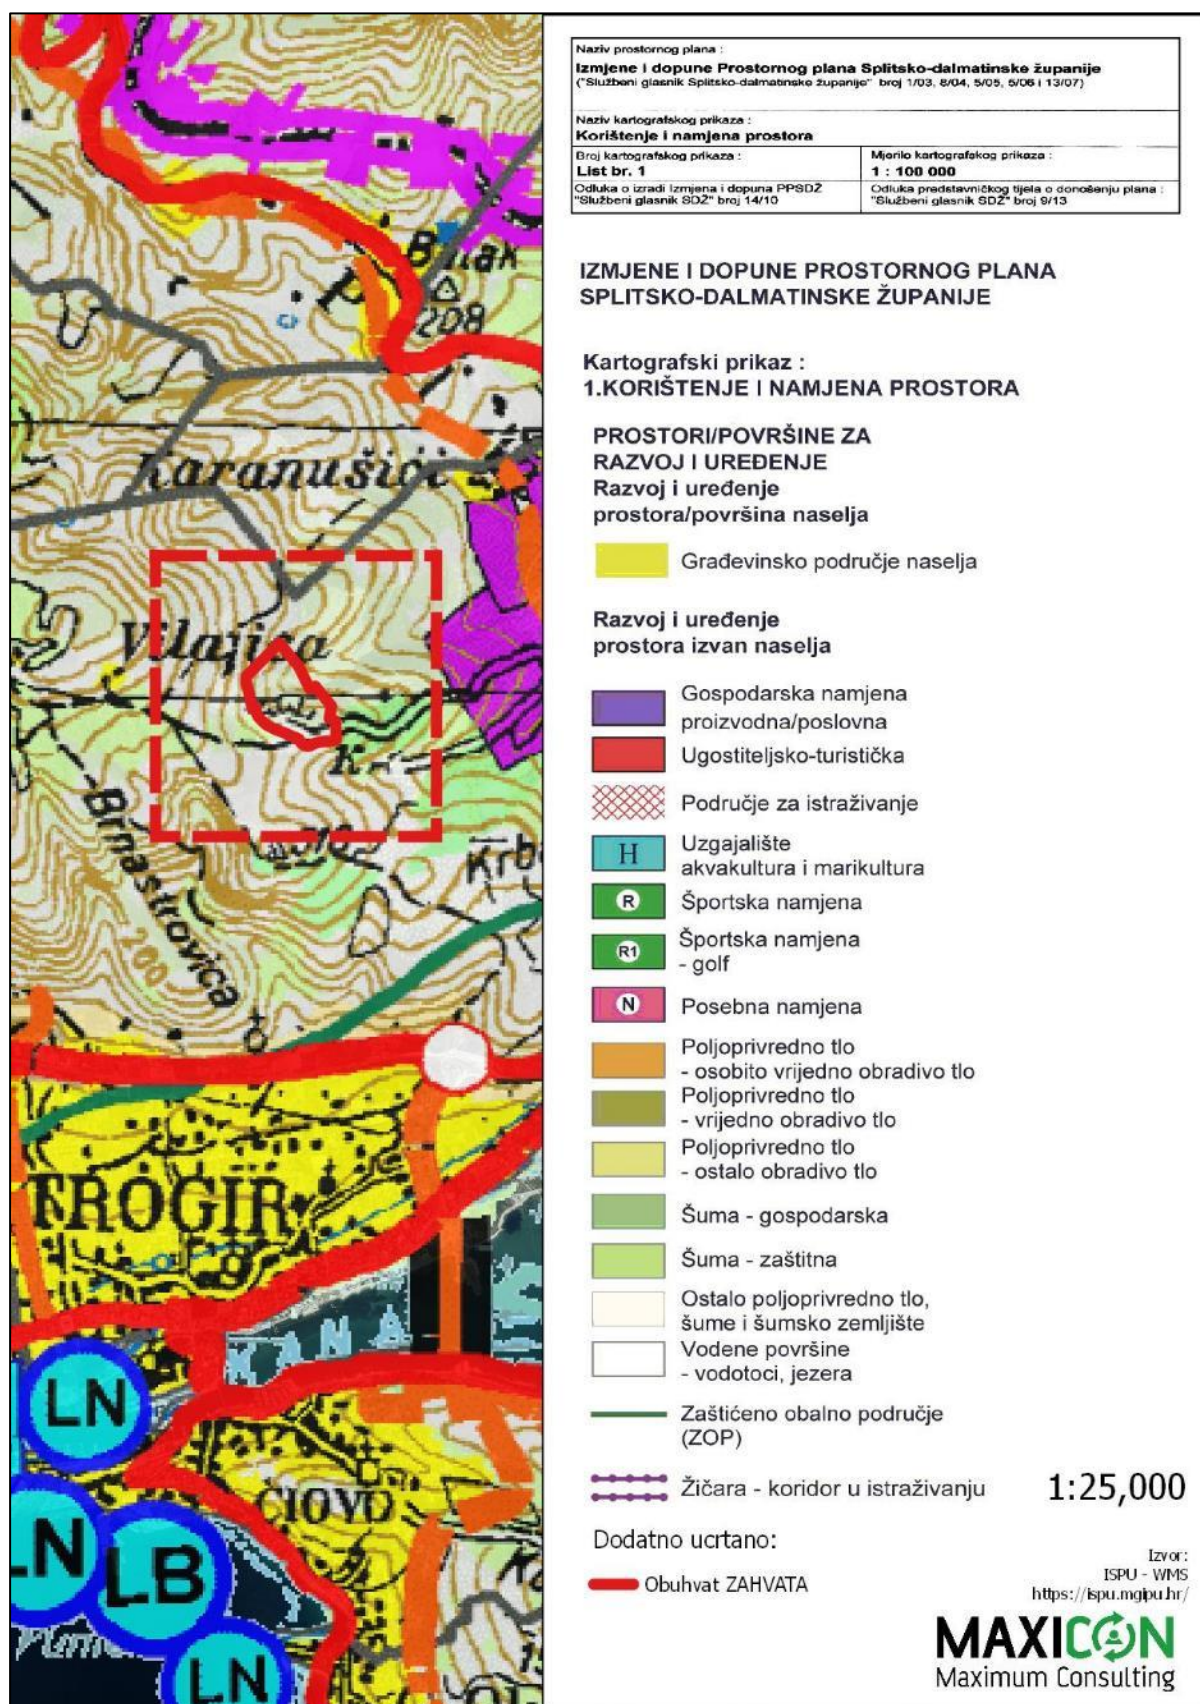 Naziv prostornog plana :
Izmjene i dopune Prostornog plana Splitsko-dalmatinske županije
("Službeni glasnik Splitsko-dalmatinske županije" broj 1/03, 8/04, 5/05, 5/06 i 13/07)
Naziv kartografskog prikaza :
Korištenje i namjena prostora
Broj kartografskog prikaza :
List br. 1
Mjerilo kartografskog prikaza :
1 : 100 000
Odluka o izradi Izmjena i dopuna PPSDŽ
"Službeni glasnik SDŽ" broj 14/10
Odluka predstavničkog tijela o donošenju plana :
"Službeni glasnik SDŽ" broj 9/13
IZMJENE I DOPUNE PROSTORNOG PLANA
SPLITSKO-DALMATINSKE ŽUPANIJE
Kartografski prikaz :
1.KORIŠTENJE I NAMJENA PROSTORA
PROSTORI/POVRŠINE ZA
RAZVOJ I UREĐENJE
Razvoj i uređenje
prostora/površina naselja
Građevinsko područje naselja
Razvoj i uređenje
prostora izvan naselja
Gospodarska namjena
proizvodna/poslovna
Ugostiteljsko-turistička
Područje za istraživanje
H
Uzgajalište
akvakultura i marikultura
R
Športska namjena
R1
Športska namjena
- golf
N
Posebna namjena
Poljoprivredno tlo
- osobito vrijedno obradivo tlo
Poljoprivredno tlo
- vrijedno obradivo tlo
Poljoprivredno tlo
- ostalo obradivo tlo
Šuma - gospodarska
Šuma - zaštitna
Ostalo poljoprivredno tlo,
šume i šumsko zemljište
Vodene površine
- vodotoci, jezera
Zaštićeno obalno područje
(ZOP)
Žičara - koridor u istraživanju
1:25,000
Dodatno ucrtano:
Obuhvat ZAHVATA
Izvor:
ISPU - WMS
https://ispu.mgipu.hr/
MAXICON
Maximum Consulting
208
Karanušići
Vilajica
K
Brnastrovica
200
Krb
TROGIR
KANA
LN
ČIOVO
LN
LB
LN